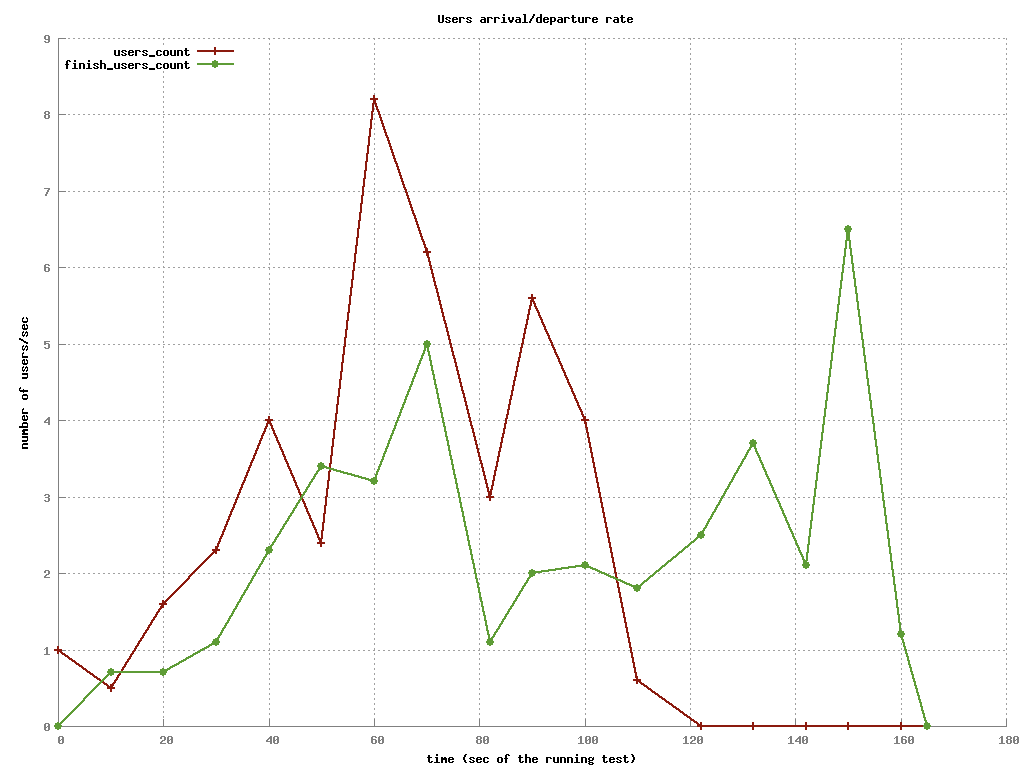 Users arrival/departure rate
9
users_count
finish_users_count
8
7
6
5
number of users/sec
4
3
2
1
0
0 20 40 60 80 100 120 140 160 180
time (sec of the running test)